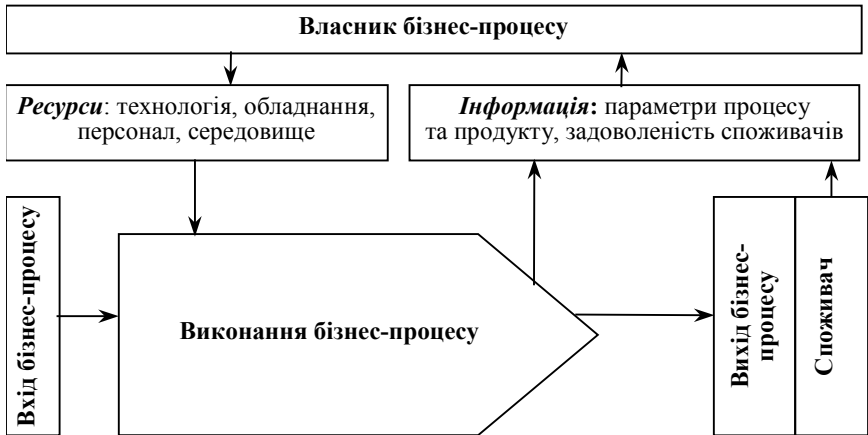 Власник бізнес-процесу
Ресурси: технологія, обладнання,
персонал, середовище
Інформація: параметри процесу
та продукту, задоволеність споживачів
Вхід бізнес-процесу
Виконання бізнес-процесу
Вихід бізнес-
процесу
Споживач